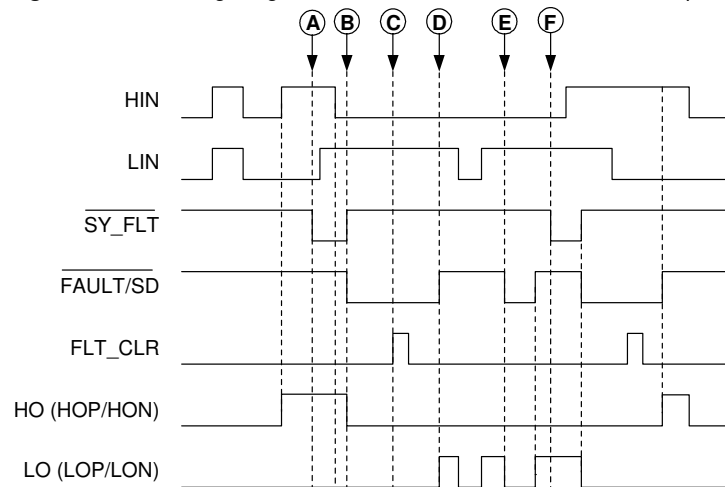 A B C D E F
HIN
LIN
SY_FLT
FAULT/SD
FLT_CLR
HO (HOP/HON)
LO (LOP/LON)